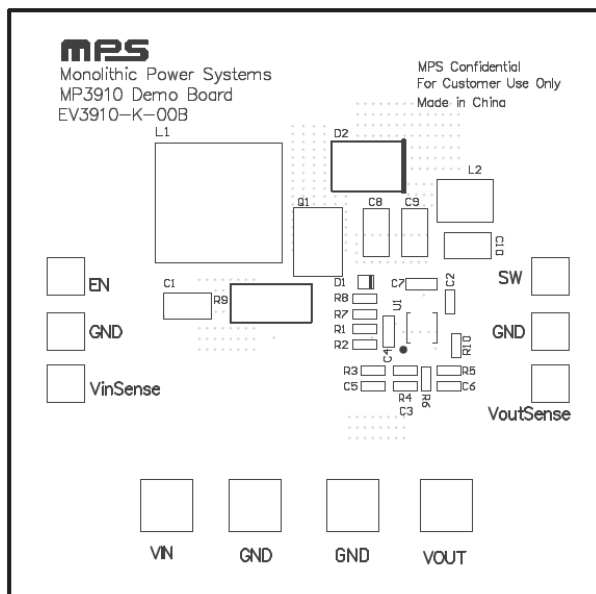 mps
Monolithic Power Systems
MP3910 Demo Board
EV3910-K-00B
MPS Confidential
For Customer Use Only
Made in China
L1
D2
L2
Q1
C8
C9
C10
EN
C1
R9
D1
C7
C2
SW
R8
U1
R7
GND
R1
GND
R2
C4
R10
VinSense
R3
R5
C5
R4
R6
C6
C3
VoutSense
VIN
GND
GND
VOUT